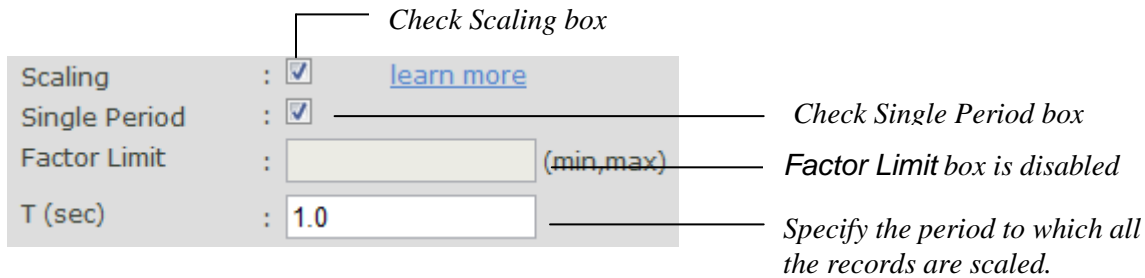 Check Scaling box
Scaling : learn more
Single Period : Check Single Period box
Factor Limit : (min,max) Factor Limit box is disabled
T (sec) : 1.0 Specify the period to which all
the records are scaled.